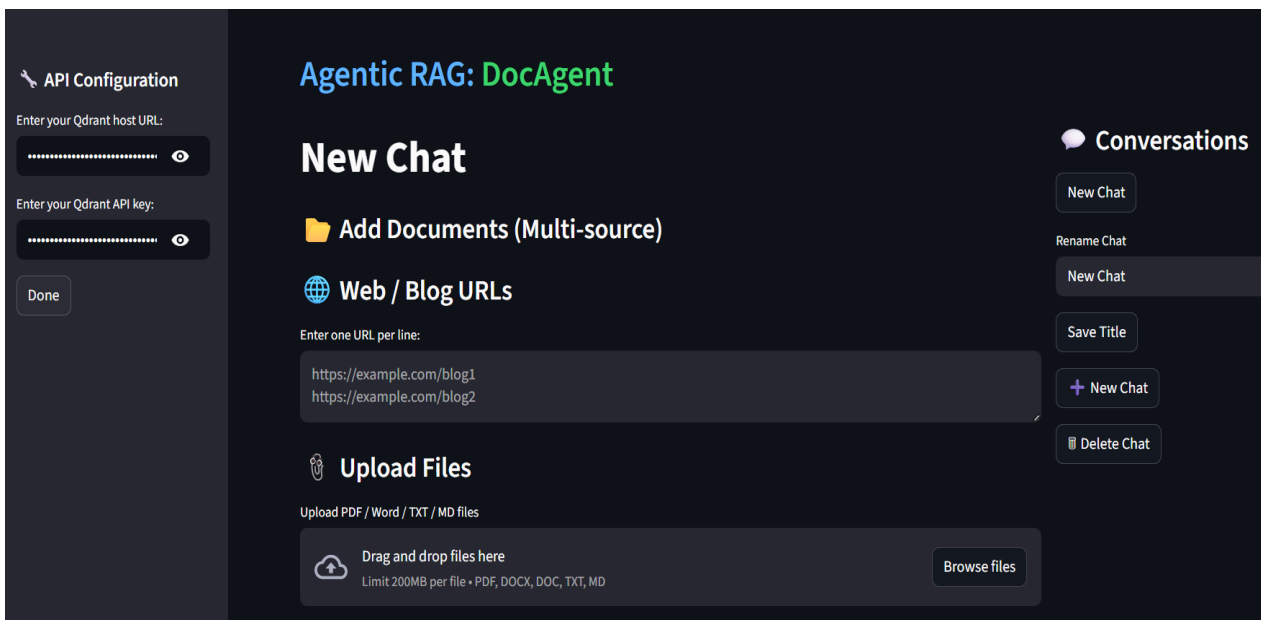 API Configuration
Enter your Qdrant host URL:
Enter your Qdrant API key:
Done
Agentic RAG: DocAgent
New Chat
Add Documents (Multi-source)
Web / Blog URLs
Enter one URL per line:
https://example.com/blog1
https://example.com/blog2
Upload Files
Upload PDF / Word / TXT / MD files
Drag and drop files here
Limit 200MB per file • PDF, DOCX, DOC, TXT, MD
Browse files
Conversations
New Chat
Rename Chat
New Chat
Save Title
New Chat
Delete Chat